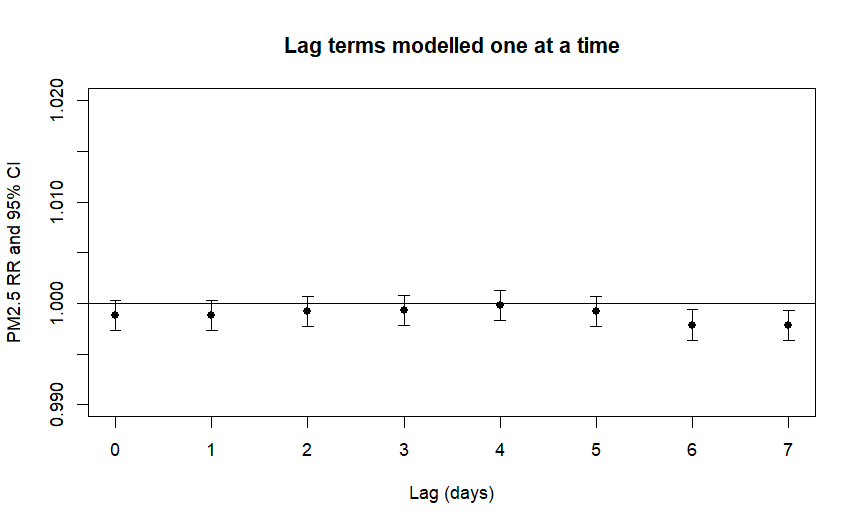 Lag terms modelled one at a time
PM2.5 RR and 95% CI
1.020
1.010
1.000
0.990
0 1 2 3 4 5 6 7
Lag (days)